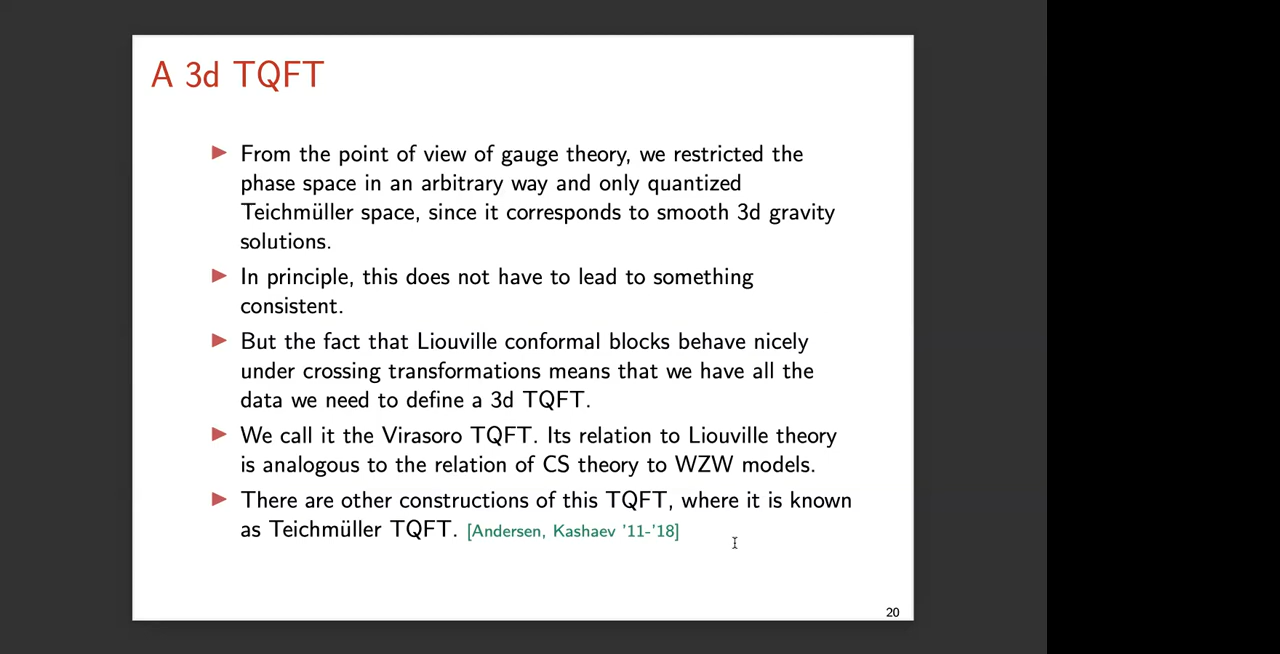 A 3d TQFT
▶ From the point of view of gauge theory, we restricted the
phase space in an arbitrary way and only quantized
Teichmüller space, since it corresponds to smooth 3d gravity
solutions.
▶ In principle, this does not have to lead to something
consistent.
▶ But the fact that Liouville conformal blocks behave nicely
under crossing transformations means that we have all the
data we need to define a 3d TQFT.
▶ We call it the Virasoro TQFT. Its relation to Liouville theory
is analogous to the relation of CS theory to WZW models.
▶ There are other constructions of this TQFT, where it is known
as Teichmüller TQFT. [Andersen, Kashaev '11-'18]
20